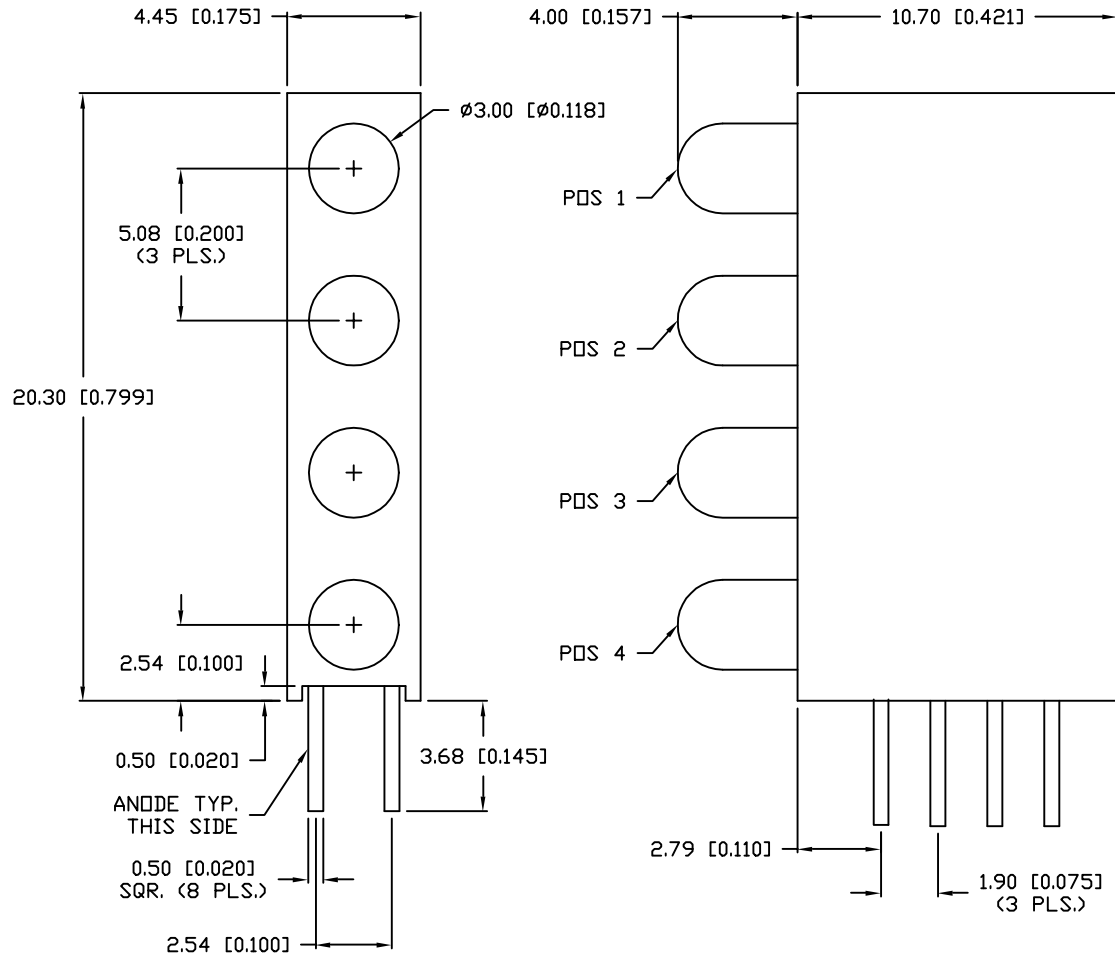 4.45 [0.175]
4.00 [0.157]
10.70 [0.421]
ø3.00 [ø0.118]
POS 1
5.08 [0.200]
(3 PLS.)
POS 2
20.30 [0.799]
POS 3
POS 4
2.54 [0.100]
0.50 [0.020]
3.68 [0.145]
ANODE TYP.
THIS SIDE
2.79 [0.110]
0.50 [0.020]
SQR. (8 PLS.)
1.90 [0.075]
(3 PLS.)
2.54 [0.100]